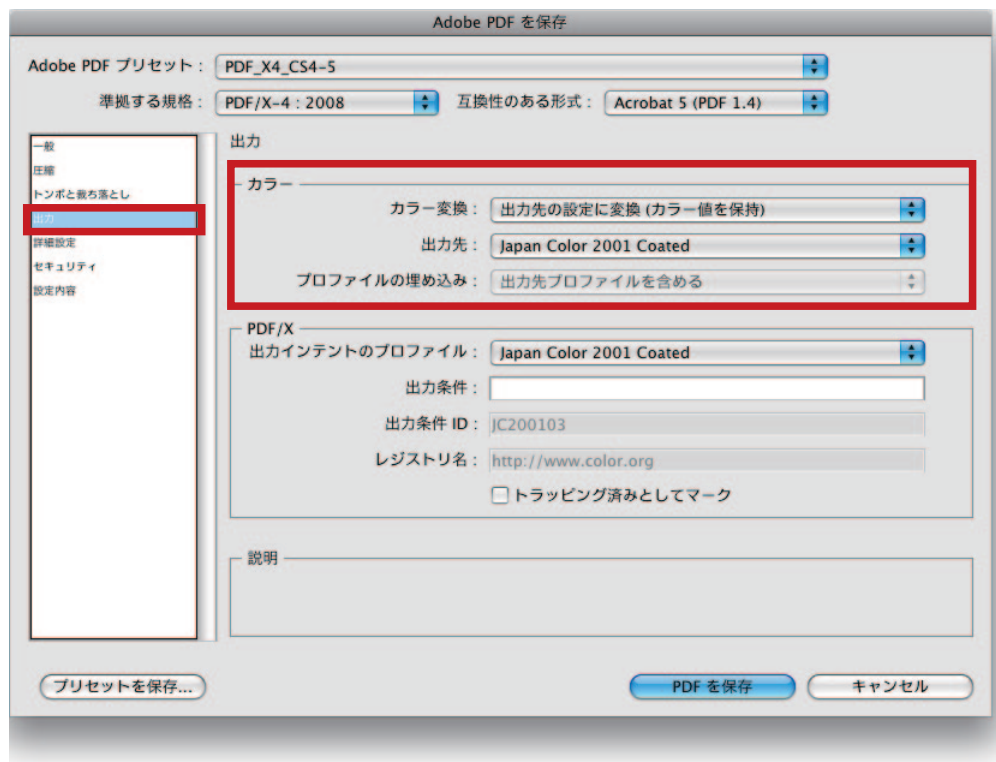 Adobe PDF を保存
Adobe PDF プリセット： PDF_X4_CS4-5
準拠する規格： PDF/X-4 : 2008 互換性のある形式： Acrobat 5 (PDF 1.4)
一般
圧縮
トンボと裁ち落とし
出力
詳細設定
セキュリティ
設定内容
出力
カラー
カラー変換： 出力先の設定に変換 (カラー値を保持)
出力先： Japan Color 2001 Coated
プロファイルの埋め込み： 出力先プロファイルを含める
PDF/X
出力インテントのプロファイル： Japan Color 2001 Coated
出力条件：
出力条件 ID： JC200103
レジストリ名： http://www.color.org
トラッピング済みとしてマーク
説明
プリセットを保存... PDF を保存 キャンセル